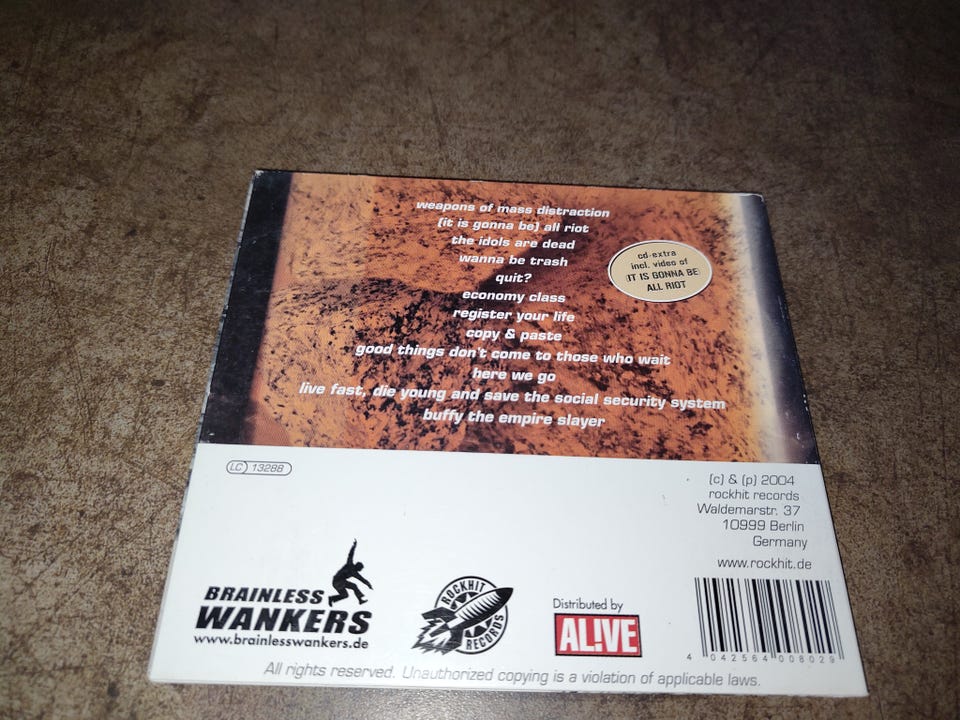 weapons of mass distraction
(it is gonna be) all riot
the idols are dead
wanna be trash
quit?
economy class
register your life
copy & paste
good things don't come to those who wait
here we go
live fast, die young and save the social security system
buffy the empire slayer
cd-extra
incl. video of
(IT IS GONNA BE)
ALL RIOT
LC 13288
(c) & (p) 2004
rockhit records
Waldemarstr. 37
10999 Berlin
Germany
www.rockhit.de
BRAINLESS
WANKERS
www.brainlesswankers.de
ROCKHIT
RECORDS
Distributed by
AL!VE
4 042564 008029
All rights reserved. Unauthorized copying is a violation of applicable laws.